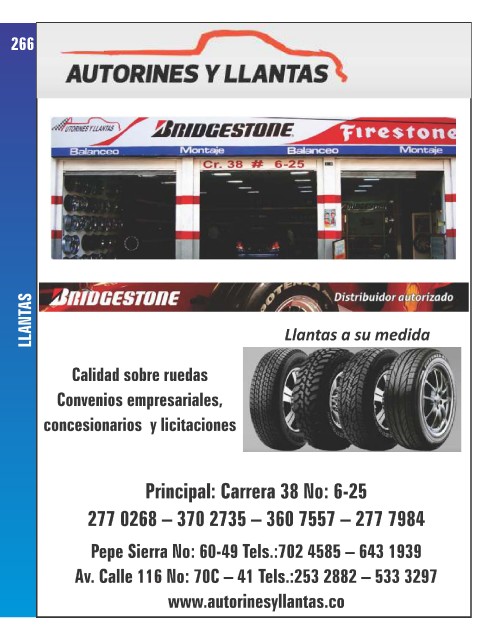 266
LLANTAS
AUTORINES Y LLANTAS
AUTORINES Y LLANTAS
BRIDGESTONE
Firestone
Balanceo Montaje Balanceo Montaje
Cr. 38 # 6-25
BRIDGESTONE
POTENZA
Distribuidor autorizado
Llantas a su medida
Calidad sobre ruedas
Convenios empresariales,
concesionarios y licitaciones
Principal: Carrera 38 No: 6-25
277 0268 – 370 2735 – 360 7557 – 277 7984
Pepe Sierra No: 60-49 Tels.:702 4585 – 643 1939
Av. Calle 116 No: 70C – 41 Tels.:253 2882 – 533 3297
www.autorinesyllantas.co